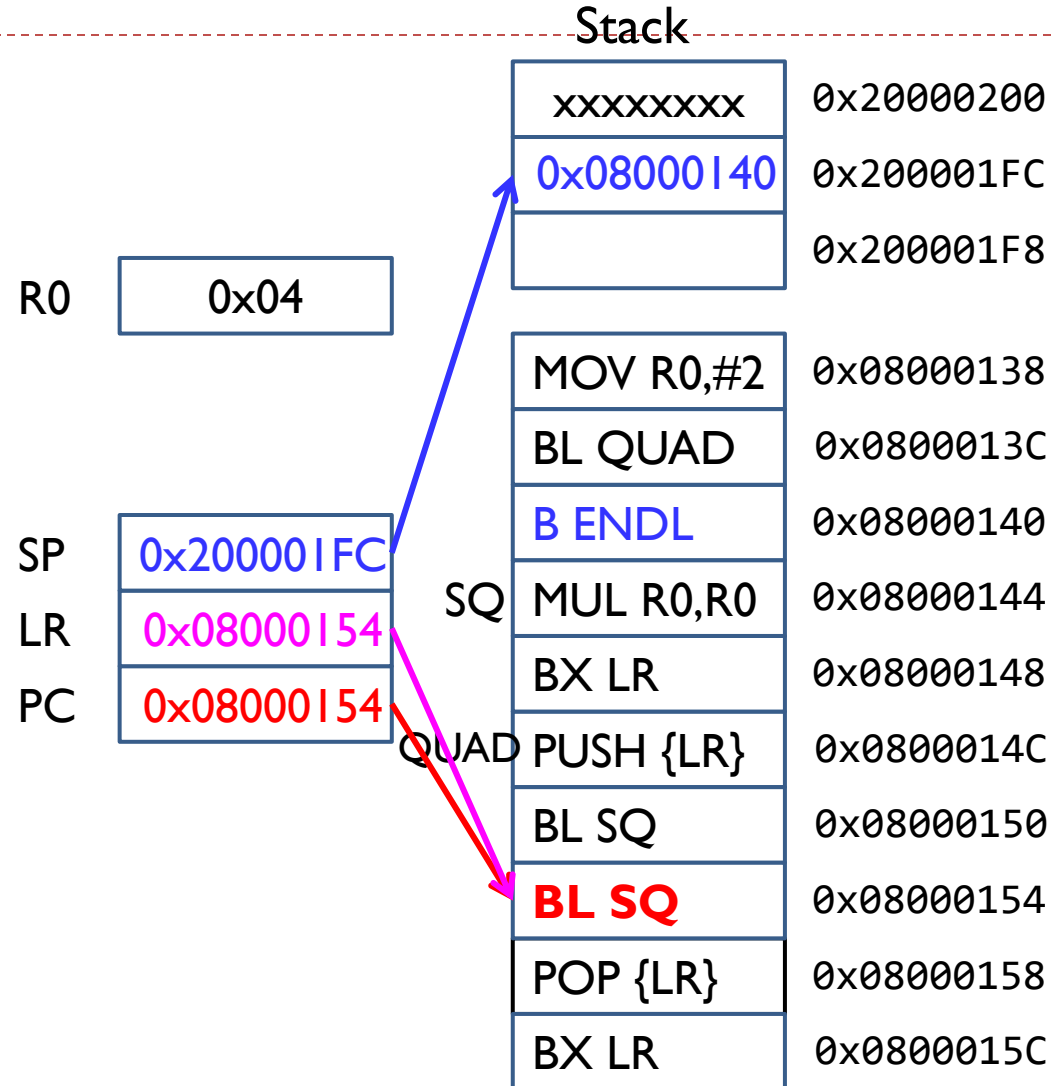 Stack
xxxxxxxx 0x20000200
0x08000140 0x200001FC
0x200001F8
R0 0x04
MOV R0,#2 0x08000138
BL QUAD 0x0800013C
B ENDL 0x08000140
SP 0x200001FC
SQ MUL R0,R0 0x08000144
LR 0x08000154
BX LR 0x08000148
PC 0x08000154
QUAD PUSH {LR} 0x0800014C
BL SQ 0x08000150
BL SQ 0x08000154
POP {LR} 0x08000158
BX LR 0x0800015C